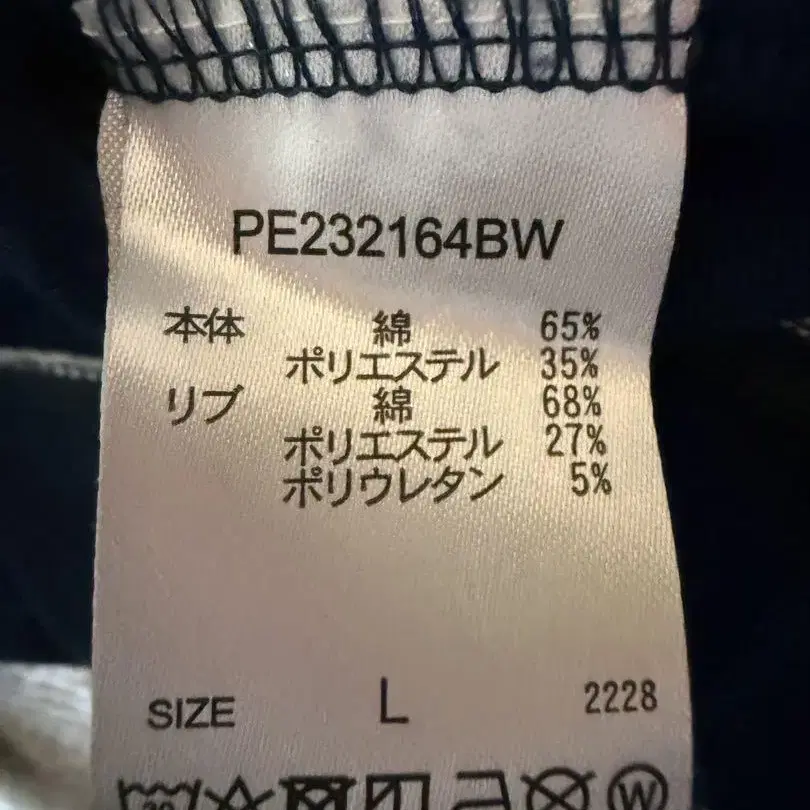 PE232164BW
本体 綿 65%
ポリエステル 35%
リブ 綿 68%
ポリエステル 27%
ポリウレタン 5%
SIZE L 2228
30 W